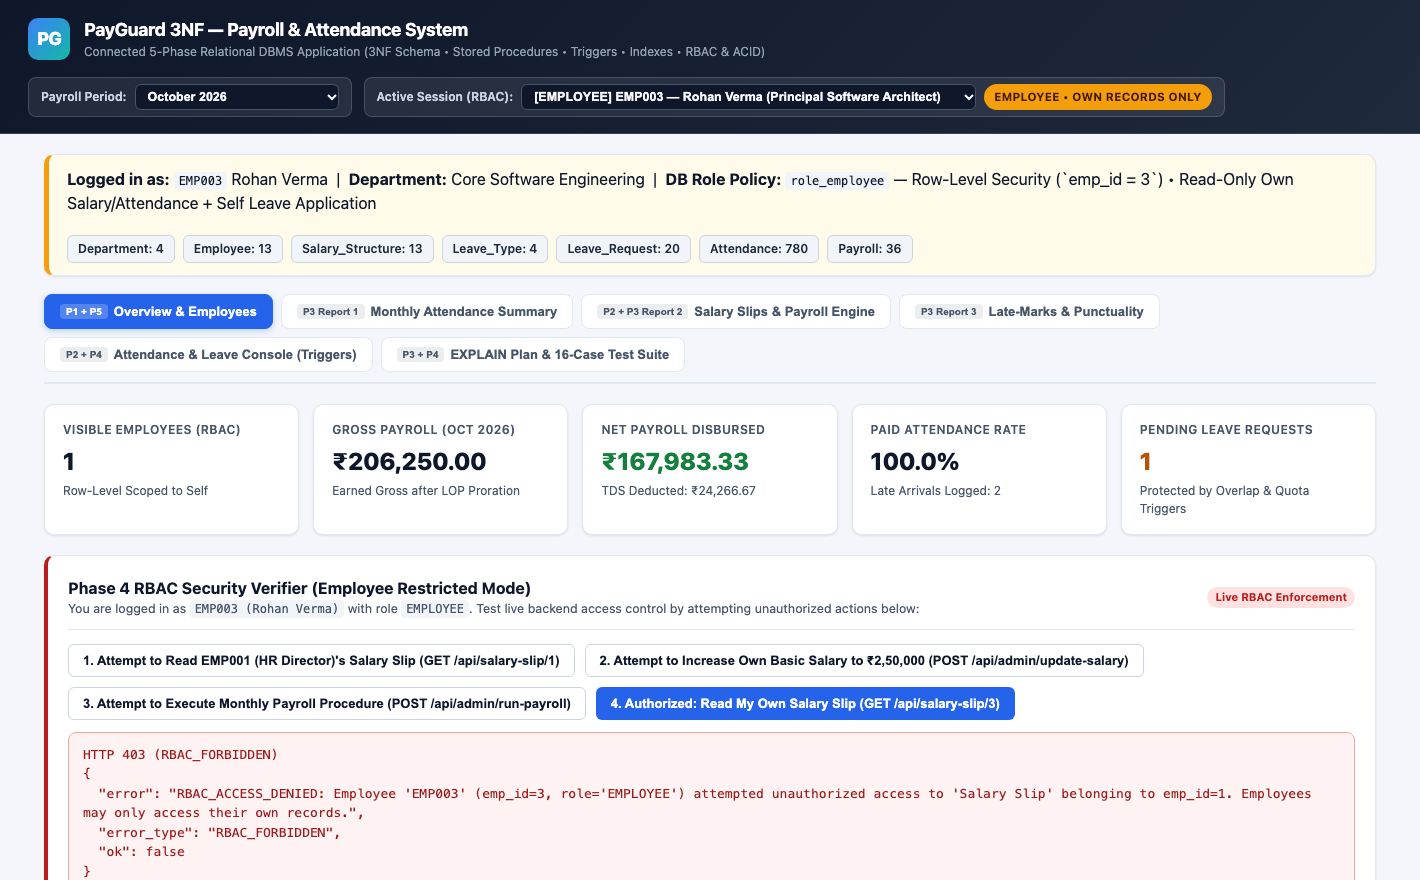 PG
PayGuard 3NF — Payroll & Attendance System
Connected 5-Phase Relational DBMS Application (3NF Schema • Stored Procedures • Triggers • Indexes • RBAC & ACID)
Payroll Period: October 2026
Active Session (RBAC): [EMPLOYEE] EMP003 — Rohan Verma (Principal Software Architect) EMPLOYEE • OWN RECORDS ONLY
Logged in as: EMP003 Rohan Verma | Department: Core Software Engineering | DB Role Policy: role_employee — Row-Level Security (`emp_id = 3`) • Read-Only Own
Salary/Attendance + Self Leave Application
Department: 4 Employee: 13 Salary_Structure: 13 Leave_Type: 4 Leave_Request: 20 Attendance: 780 Payroll: 36
P1 + P5 Overview & Employees
P3 Report 1 Monthly Attendance Summary
P2 + P3 Report 2 Salary Slips & Payroll Engine
P3 Report 3 Late-Marks & Punctuality
P2 + P4 Attendance & Leave Console (Triggers)
P3 + P4 EXPLAIN Plan & 16-Case Test Suite
VISIBLE EMPLOYEES (RBAC)
1
Row-Level Scoped to Self
GROSS PAYROLL (OCT 2026)
₹206,250.00
Earned Gross after LOP Proration
NET PAYROLL DISBURSED
₹167,983.33
TDS Deducted: ₹24,266.67
PAID ATTENDANCE RATE
100.0%
Late Arrivals Logged: 2
PENDING LEAVE REQUESTS
1
Protected by Overlap & Quota
Triggers
Phase 4 RBAC Security Verifier (Employee Restricted Mode)
You are logged in as EMP003 (Rohan Verma) with role EMPLOYEE. Test live backend access control by attempting unauthorized actions below:
Live RBAC Enforcement
1. Attempt to Read EMP001 (HR Director)'s Salary Slip (GET /api/salary-slip/1)
2. Attempt to Increase Own Basic Salary to ₹2,50,000 (POST /api/admin/update-salary)
3. Attempt to Execute Monthly Payroll Procedure (POST /api/admin/run-payroll)
4. Authorized: Read My Own Salary Slip (GET /api/salary-slip/3)
HTTP 403 (RBAC_FORBIDDEN)
{
"error": "RBAC_ACCESS_DENIED: Employee 'EMP003' (emp_id=3, role='EMPLOYEE') attempted unauthorized access to 'Salary Slip' belonging to emp_id=1. Employees
may only access their own records.",
"error_type": "RBAC_FORBIDDEN",
"ok": false
}